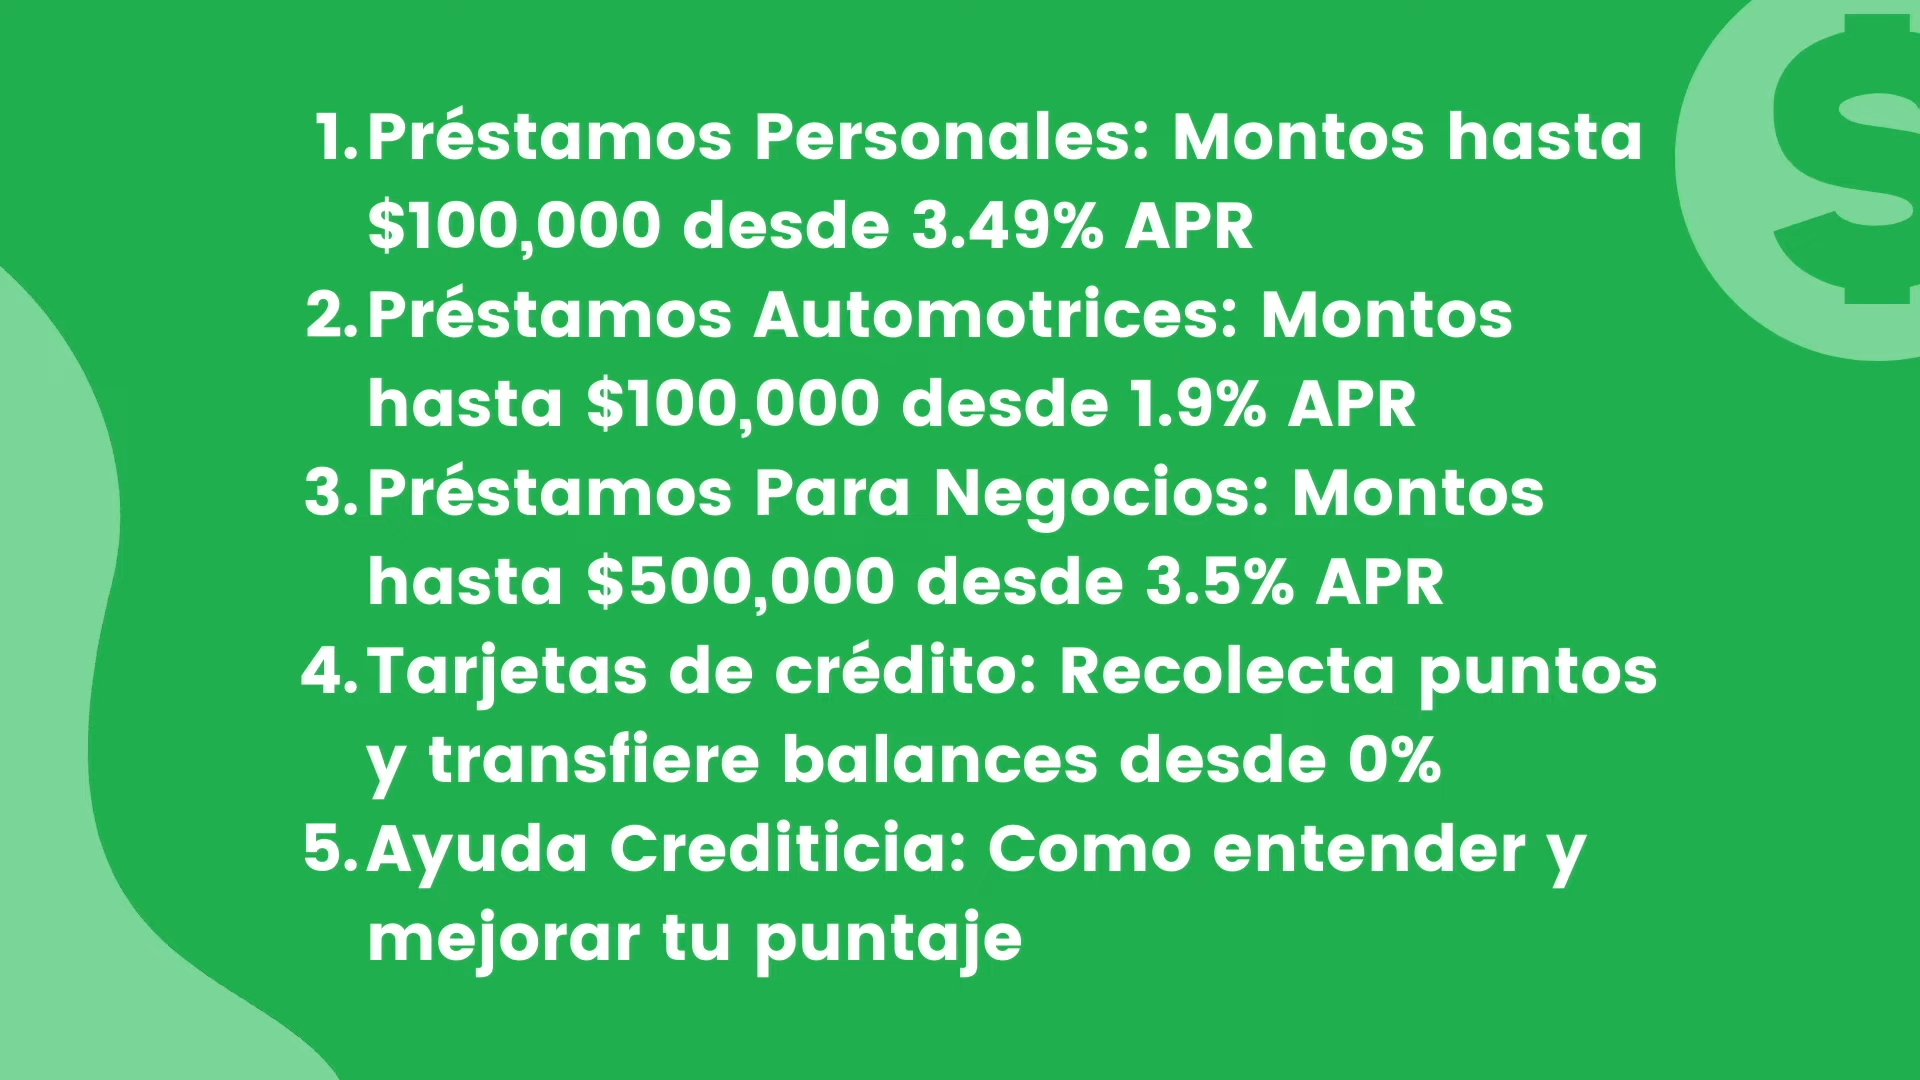 1. Préstamos Personales: Montos hasta
$100,000 desde 3.49% APR
2. Préstamos Automotrices: Montos
hasta $100,000 desde 1.9% APR
3. Préstamos Para Negocios: Montos
hasta $500,000 desde 3.5% APR
4. Tarjetas de crédito: Recolecta puntos
y transfiere balances desde 0%
5. Ayuda Crediticia: Como entender y
mejorar tu puntaje